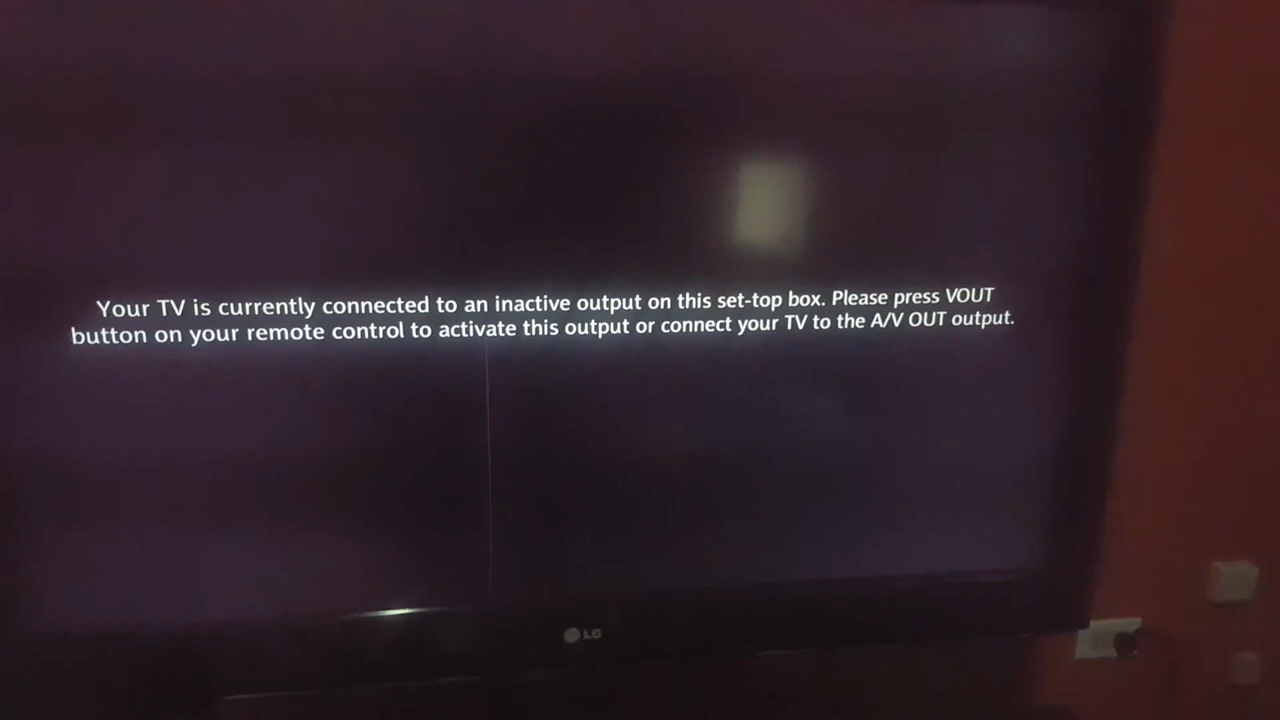 Your TV is currently connected to an inactive output on this set-top box. Please press VOUT
button on your remote control to activate this output or connect your TV to the A/V OUT output.
LG